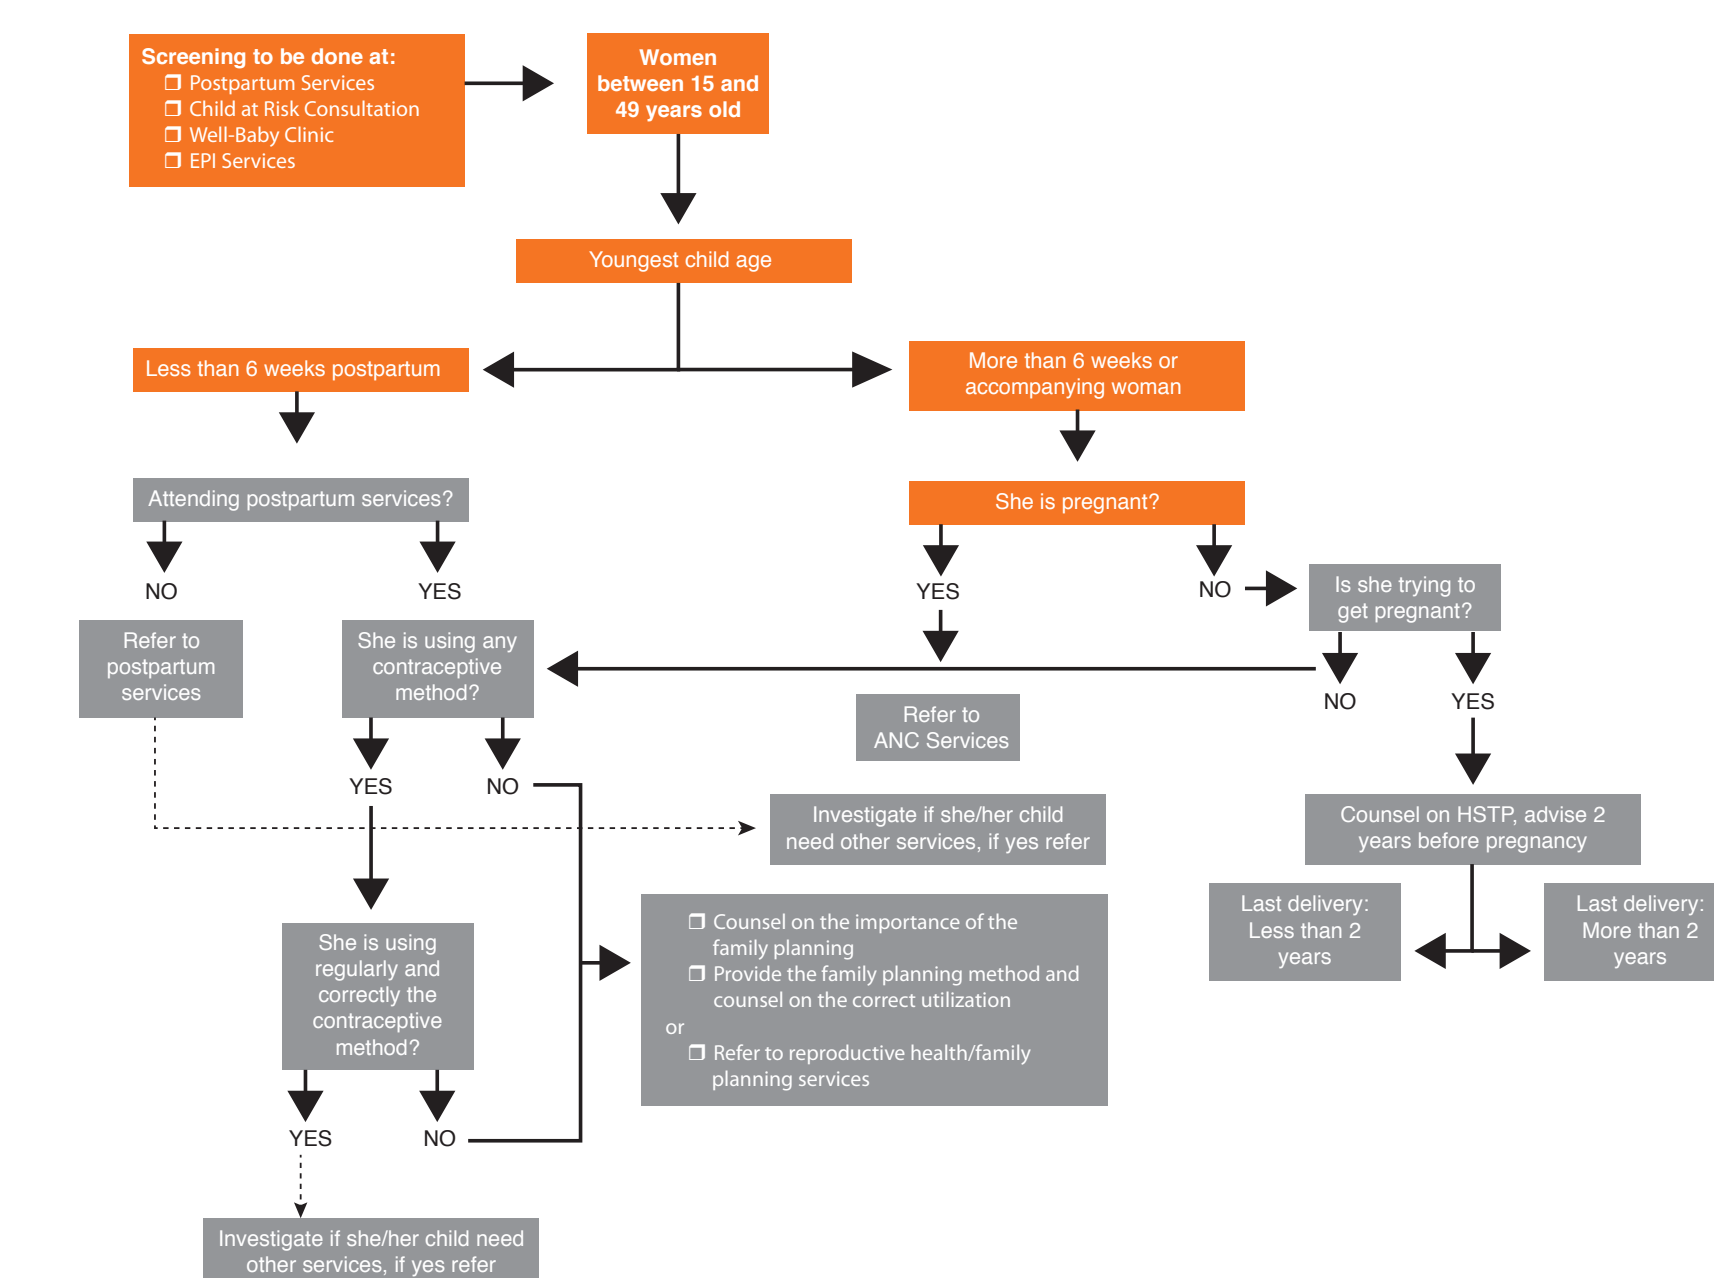 Screening to be done at:
❒ Postpartum Services
❒ Child at Risk Consultation
❒ Well-Baby Clinic
❒ EPI Services
Women
between 15 and
49 years old
Youngest child age
Less than 6 weeks postpartum
More than 6 weeks or
accompanying woman
Attending postpartum services?
She is pregnant?
NO
YES
YES
NO
Is she trying to
get pregnant?
Refer to
postpartum
services
She is using any
contraceptive
method?
Refer to
ANC Services
NO
YES
YES
NO
Investigate if she/her child
need other services, if yes refer
Counsel on HSTP, advise 2
years before pregnancy
Last delivery:
Less than 2
years
Last delivery:
More than 2
years
She is using
regularly and
correctly the
contraceptive
method?
❒ Counsel on the importance of the
family planning
❒ Provide the family planning method and
counsel on the correct utilization
or
❒ Refer to reproductive health/family
planning services
YES
NO
Investigate if she/her child need
other services, if yes refer